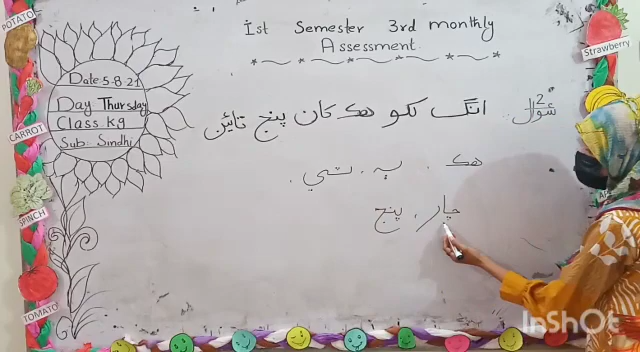 Ist Semester 3rd monthly
Assessment.
Date:5-8-21
Day Thursday
Class: kg
Sub:- Sindhi
سوال 2
انگ لکو هڪ کان پنج تائين
هڪ . ٻه . ٽي .
چار . پنج
POTATO
CARROT
SPINCH
TOMATO
Strawberry
InShOt